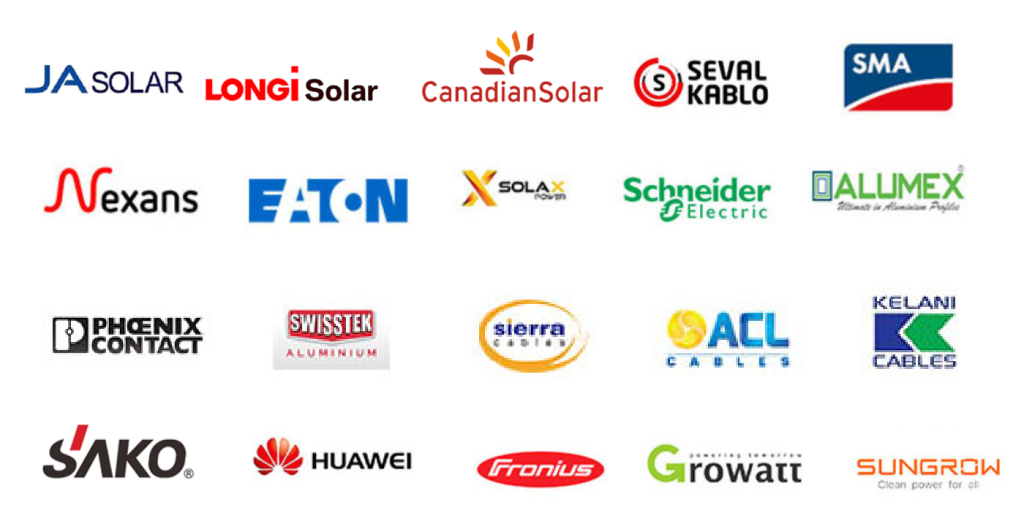 JA SOLAR
LONGi Solar
CanadianSolar
S
SEVAL
KABLO
SMA
Nexans
EATON
X
SOLAX
POWER
Schneider
Electric
ALUMEX®
Ultimate in Aluminium Profiles
PHŒNIX
CONTACT
SWISSTEK
ALUMINIUM
sierra
cables
ACL
CABLES
KELANI
CABLES
SAKO®
HUAWEI
Fronius
powering tomorrow
Growatt
SUNGROW
Clean power for all